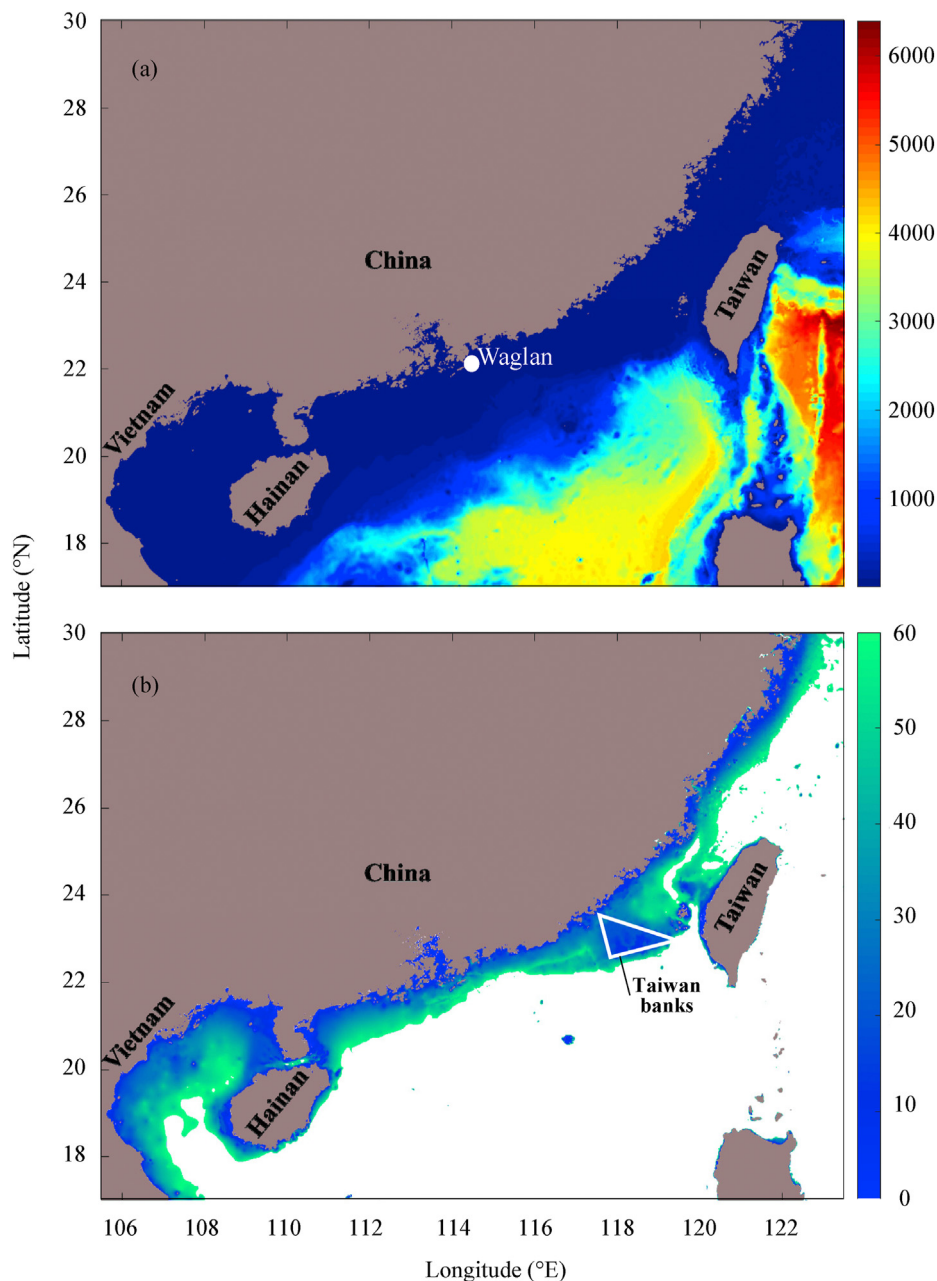 30
28
26
24
22
20
18
(a)
China
Taiwan
Waglan
Vietnam
Hainan
6000
5000
4000
3000
2000
1000
Latitude (°N)
30
28
26
24
22
20
18
(b)
China
Taiwan
Taiwan
banks
Vietnam
Hainan
60
50
40
30
20
10
0
106 108 110 112 114 116 118 120 122
Longitude (°E)